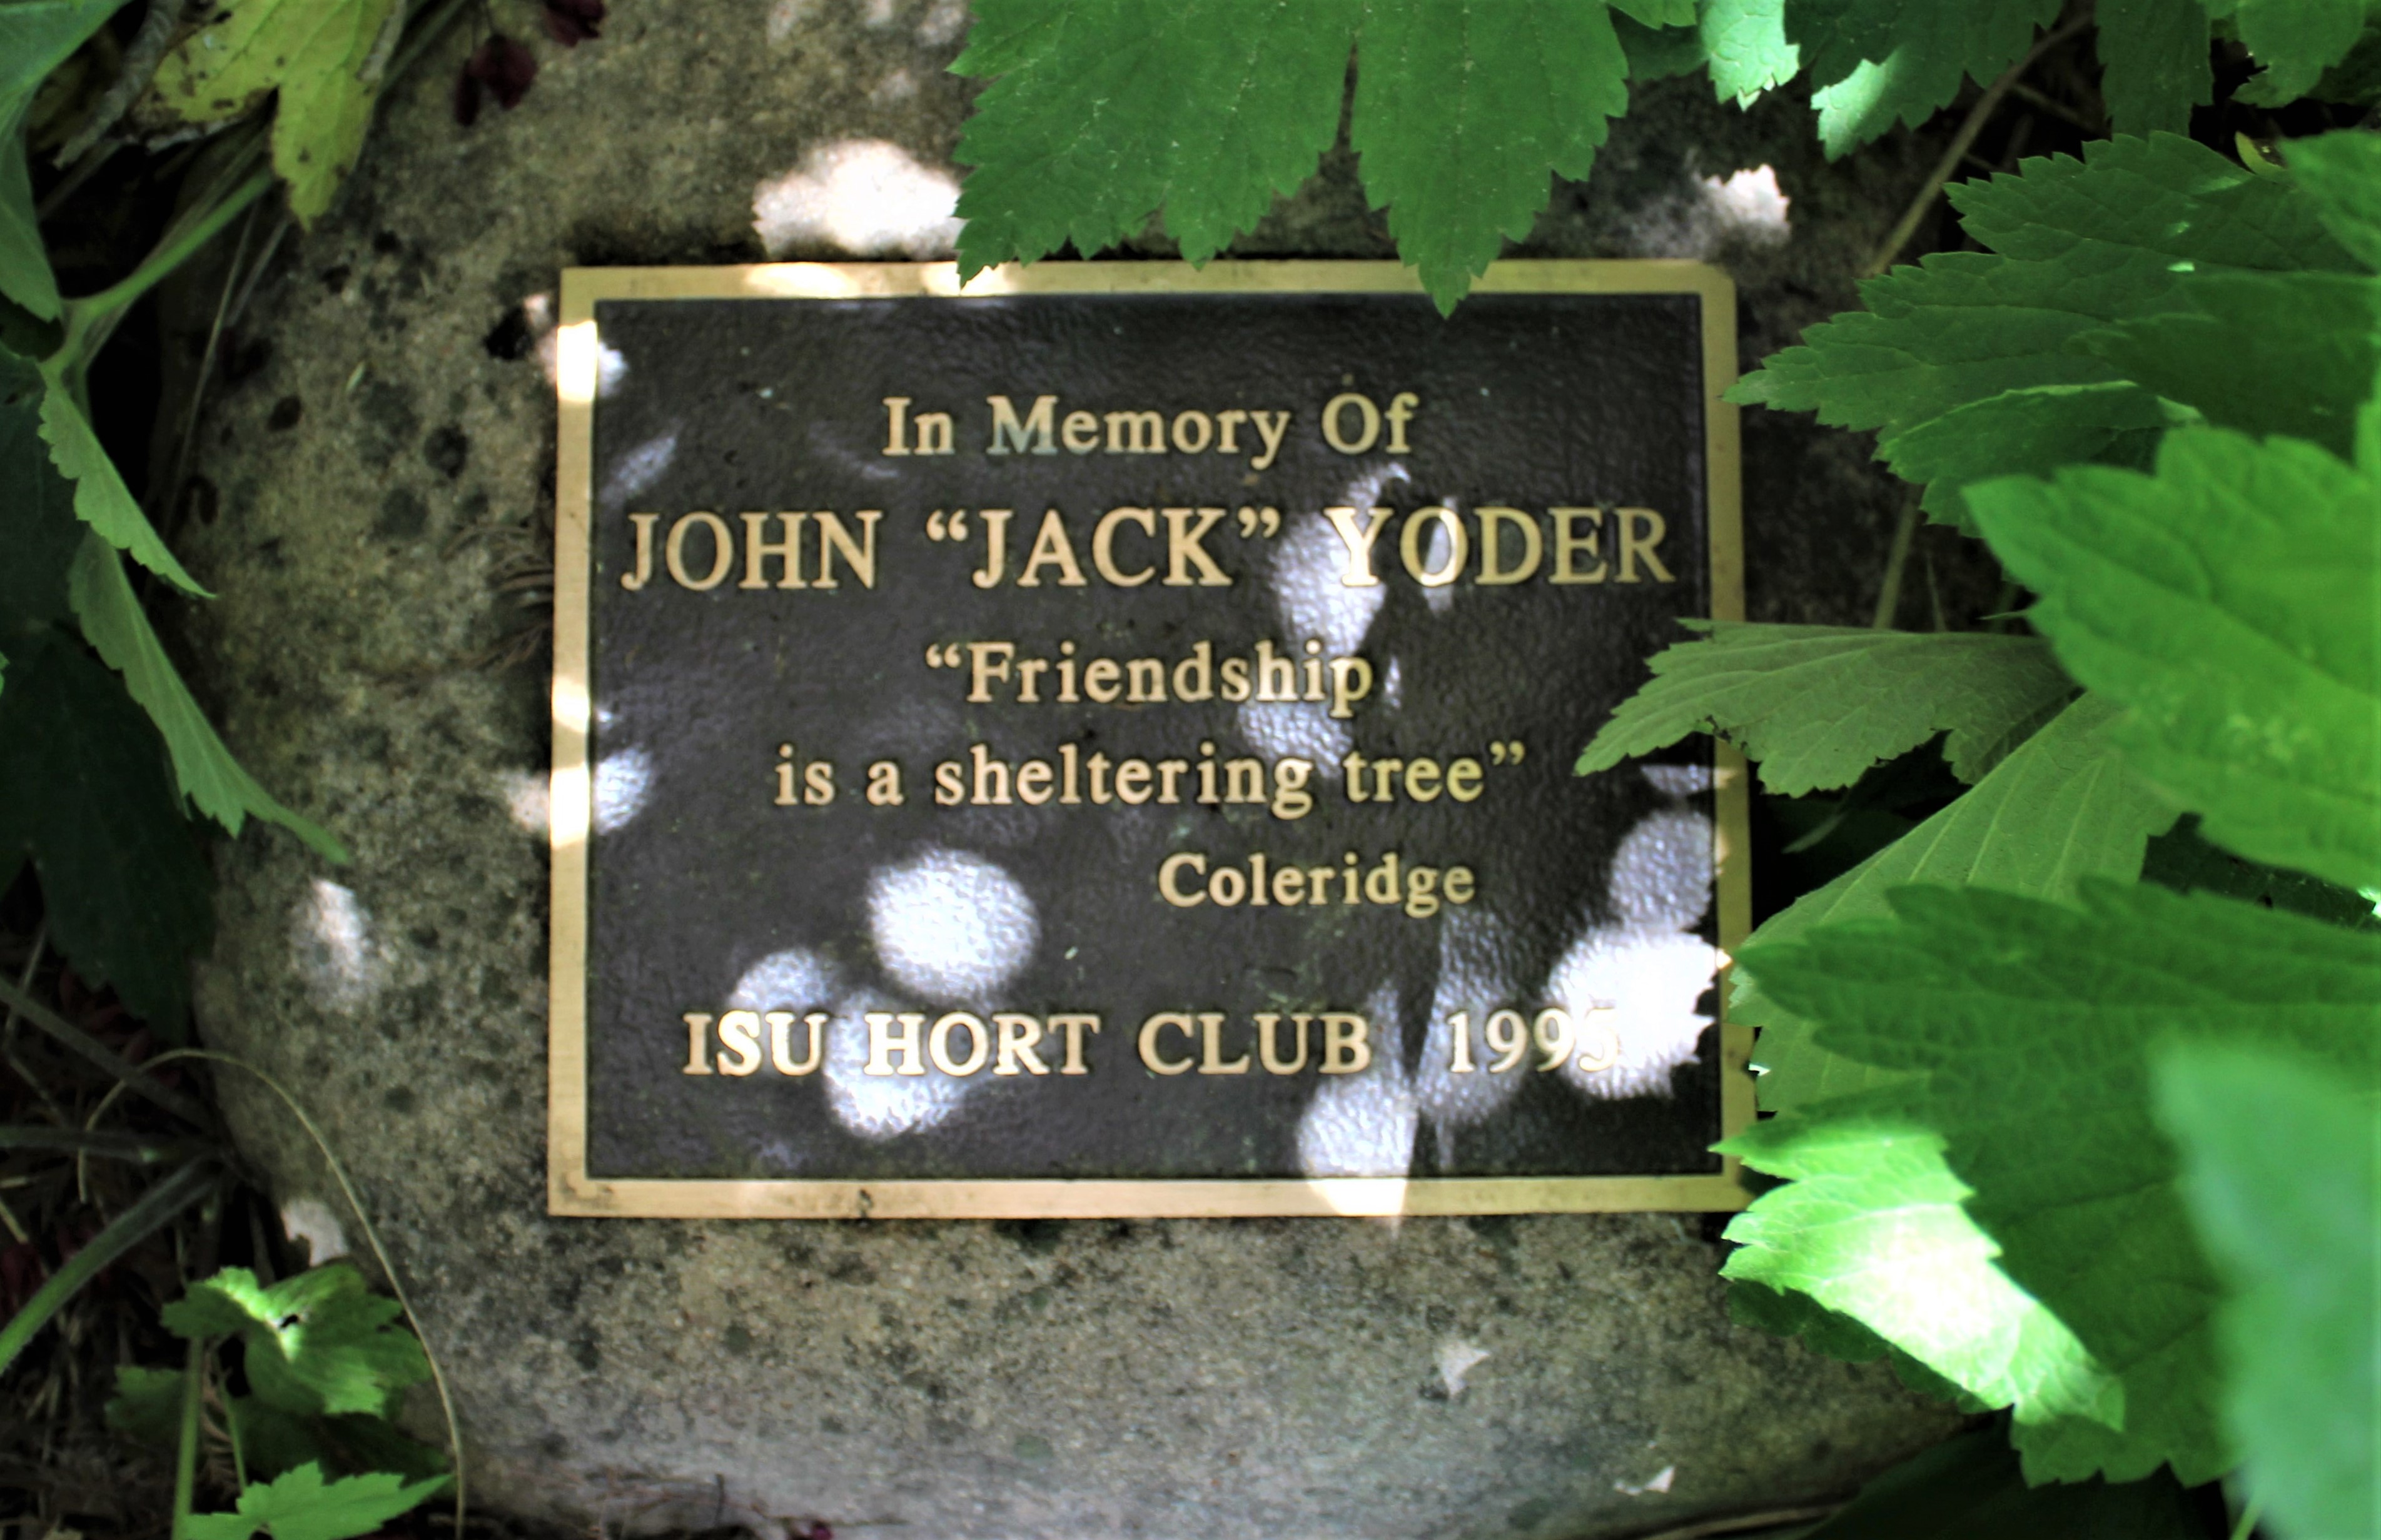 In Memory Of
JOHN “JACK” YODER
“Friendship
is a sheltering tree”
Coleridge
ISU HORT CLUB 1995